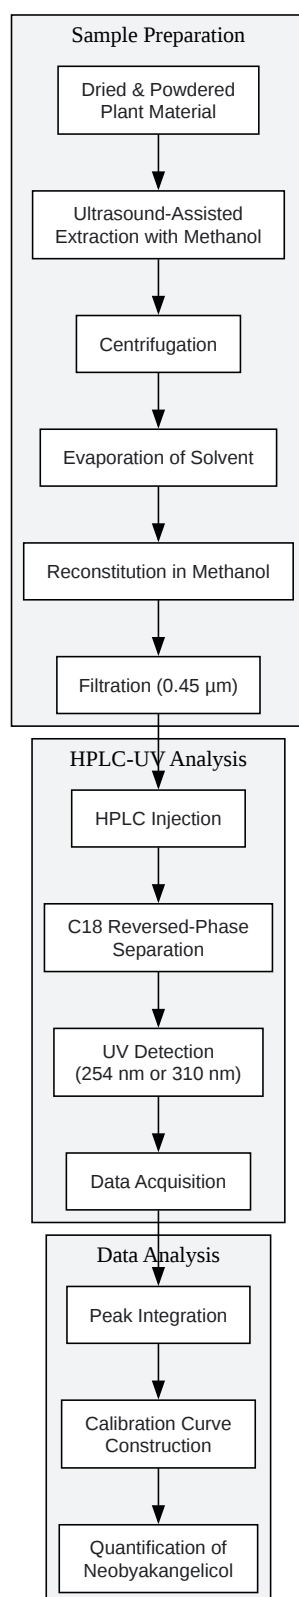 Sample Preparation
Dried & Powdered
Plant Material
Ultrasound-Assisted
Extraction with Methanol
Centrifugation
Evaporation of Solvent
Reconstitution in Methanol
Filtration (0.45 µm)
HPLC-UV Analysis
HPLC Injection
C18 Reversed-Phase
Separation
UV Detection
(254 nm or 310 nm)
Data Acquisition
Data Analysis
Peak Integration
Calibration Curve
Construction
Quantification of
Neobyakangelicol